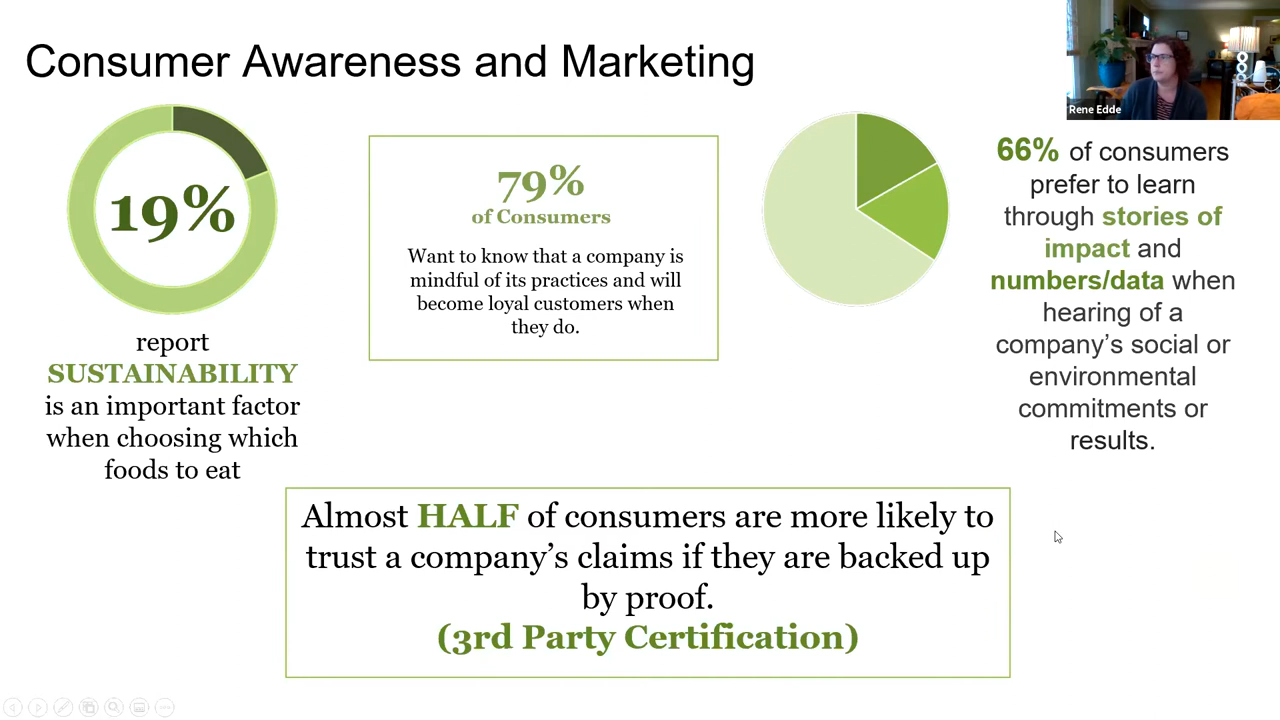 Consumer Awareness and Marketing
Rene Edde
19%
report
SUSTAINABILITY
is an important factor
when choosing which
foods to eat
79%
of Consumers
Want to know that a company is
mindful of its practices and will
become loyal customers when
they do.
66% of consumers
prefer to learn
through stories of
impact and
numbers/data when
hearing of a
company's social or
environmental
commitments or
results.
Almost HALF of consumers are more likely to
trust a company's claims if they are backed up
by proof.
(3rd Party Certification)